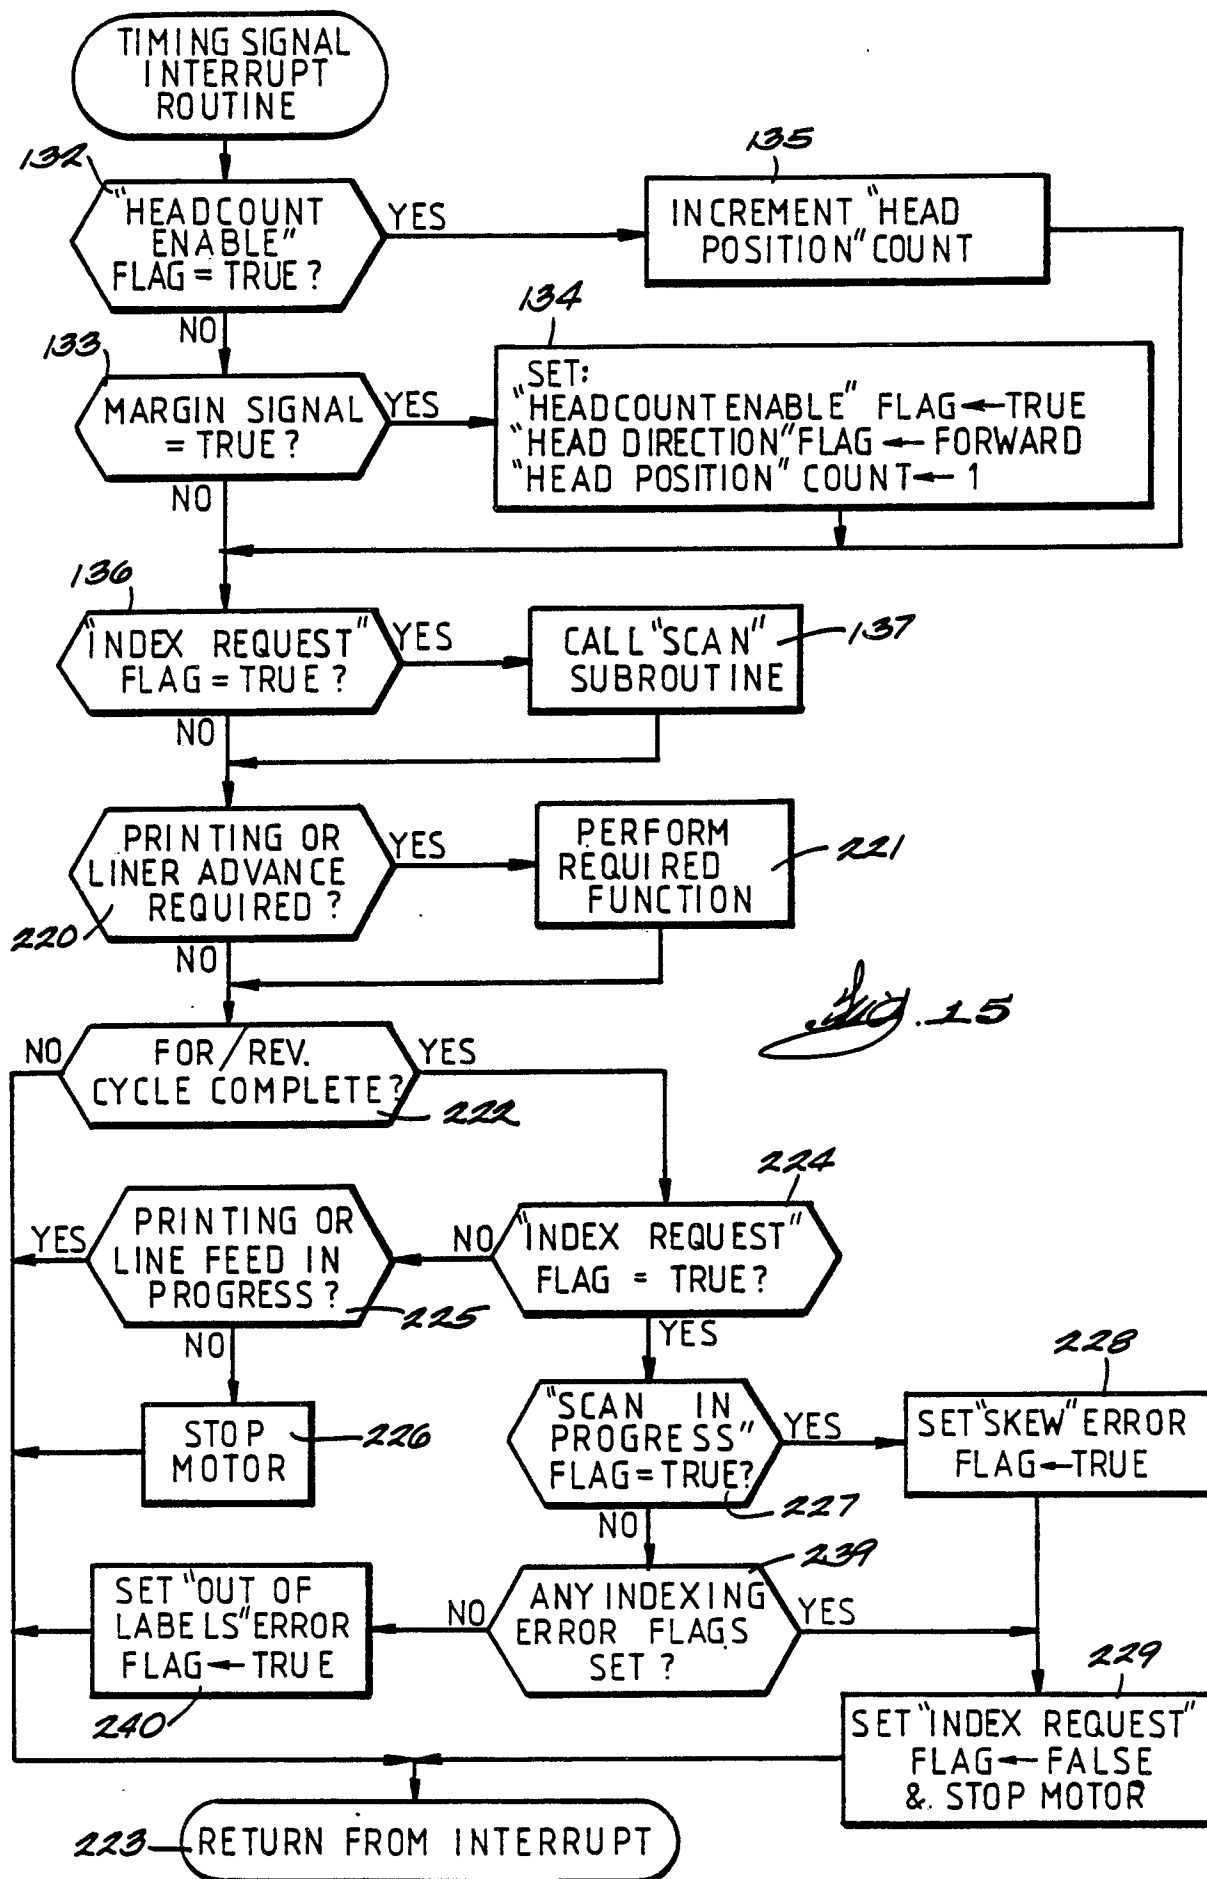 TIMING SIGNAL
INTERRUPT
ROUTINE
132
"HEADCOUNT
ENABLE"
FLAG = TRUE ?
YES
NO
135
INCREMENT "HEAD
POSITION" COUNT
133
MARGIN SIGNAL
= TRUE ?
YES
NO
134
SET:
"HEADCOUNT ENABLE" FLAG ← TRUE
"HEAD DIRECTION" FLAG ← FORWARD
"HEAD POSITION" COUNT ← 1
136
"INDEX REQUEST"
FLAG = TRUE ?
YES
NO
CALL "SCAN"
SUBROUTINE
137
PRINTING OR
LINER ADVANCE
REQUIRED ?
220
YES
NO
PERFORM
REQUIRED
FUNCTION
221
Fig. 15
NO
FOR / REV.
CYCLE COMPLETE ?
YES
222
224
"INDEX REQUEST"
FLAG = TRUE ?
NO
YES
YES
PRINTING OR
LINE FEED IN
PROGRESS ?
225
NO
STOP
MOTOR
226
"SCAN IN
PROGRESS"
FLAG = TRUE ?
227
YES
NO
228
SET "SKEW" ERROR
FLAG ← TRUE
239
ANY INDEXING
ERROR FLAGS
SET ?
NO
YES
SET "OUT OF
LABELS" ERROR
FLAG ← TRUE
240
229
SET "INDEX REQUEST"
FLAG ← FALSE
& STOP MOTOR
223
RETURN FROM INTERRUPT